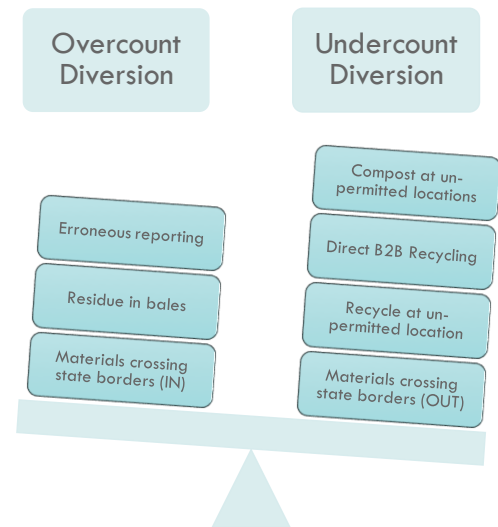 Overcount
Diversion
Undercount
Diversion
Erroneous reporting
Residue in bales
Materials crossing
state borders (IN)
Compost at un-
permitted locations
Direct B2B Recycling
Recycle at un-
permitted location
Materials crossing
state borders (OUT)